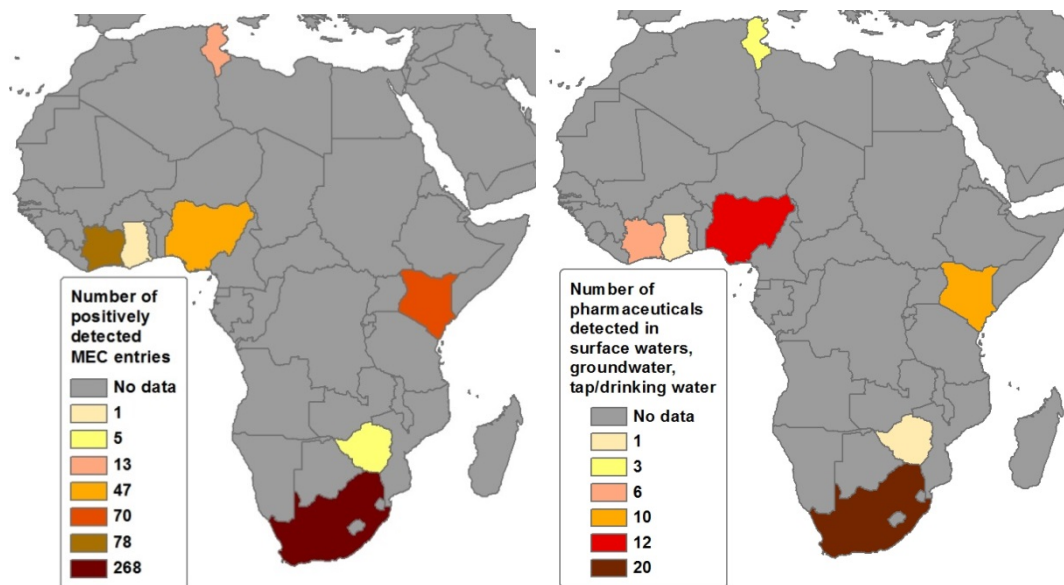 Number of
positively
detected
MEC entries
No data
1
5
13
47
70
78
268
Number of
pharmaceuticals
detected in
surface waters,
groundwater,
tap/drinking water
No data
1
3
6
10
12
20